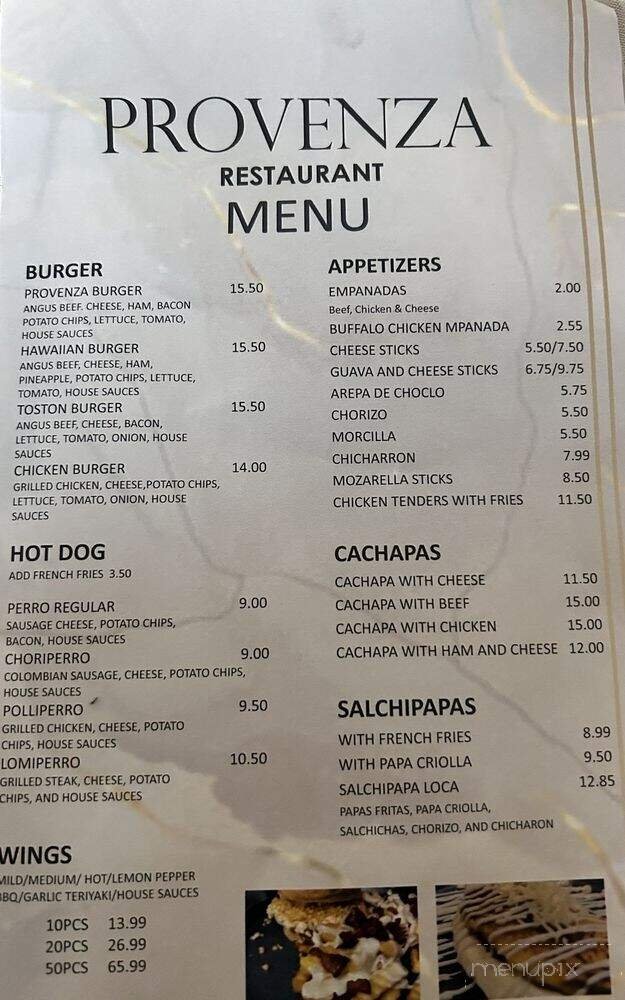 PROVENZA
RESTAURANT
MENU
BURGER
PROVENZA BURGER 15.50
ANGUS BEEF. CHEESE, HAM, BACON
POTATO CHIPS, LETTUCE, TOMATO,
HOUSE SAUCES
HAWAIIAN BURGER 15.50
ANGUS BEEF, CHEESE, HAM,
PINEAPPLE, POTATO CHIPS, LETTUCE,
TOMATO, HOUSE SAUCES
TOSTON BURGER 15.50
ANGUS BEEF, CHEESE, BACON,
LETTUCE, TOMATO, ONION, HOUSE
SAUCES
CHICKEN BURGER 14.00
GRILLED CHICKEN, CHEESE,POTATO CHIPS,
LETTUCE, TOMATO, ONION, HOUSE
SAUCES
HOT DOG
ADD FRENCH FRIES 3.50
PERRO REGULAR 9.00
SAUSAGE CHEESE, POTATO CHIPS,
BACON, HOUSE SAUCES
CHORIPERRO 9.00
COLOMBIAN SAUSAGE, CHEESE, POTATO CHIPS,
HOUSE SAUCES
POLLIPERRO 9.50
GRILLED CHICKEN, CHEESE, POTATO
CHIPS, HOUSE SAUCES
LOMIPERRO 10.50
GRILLED STEAK, CHEESE, POTATO
CHIPS, AND HOUSE SAUCES
WINGS
MILD/MEDIUM/ HOT/LEMON PEPPER
BBQ/GARLIC TERIYAKI/HOUSE SAUCES
10PCS 13.99
20PCS 26.99
50PCS 65.99
APPETIZERS
EMPANADAS 2.00
Beef, Chicken & Cheese
BUFFALO CHICKEN MPANADA 2.55
CHEESE STICKS 5.50/7.50
GUAVA AND CHEESE STICKS 6.75/9.75
AREPA DE CHOCLO 5.75
CHORIZO 5.50
MORCILLA 5.50
CHICHARRON 7.99
MOZARELLA STICKS 8.50
CHICKEN TENDERS WITH FRIES 11.50
CACHAPAS
CACHAPA WITH CHEESE 11.50
CACHAPA WITH BEEF 15.00
CACHAPA WITH CHICKEN 15.00
CACHAPA WITH HAM AND CHEESE 12.00
SALCHIPAPAS
WITH FRENCH FRIES 8.99
WITH PAPA CRIOLLA 9.50
SALCHIPAPA LOCA 12.85
PAPAS FRITAS, PAPA CRIOLLA,
SALCHICHAS, CHORIZO, AND CHICHARON
menupix